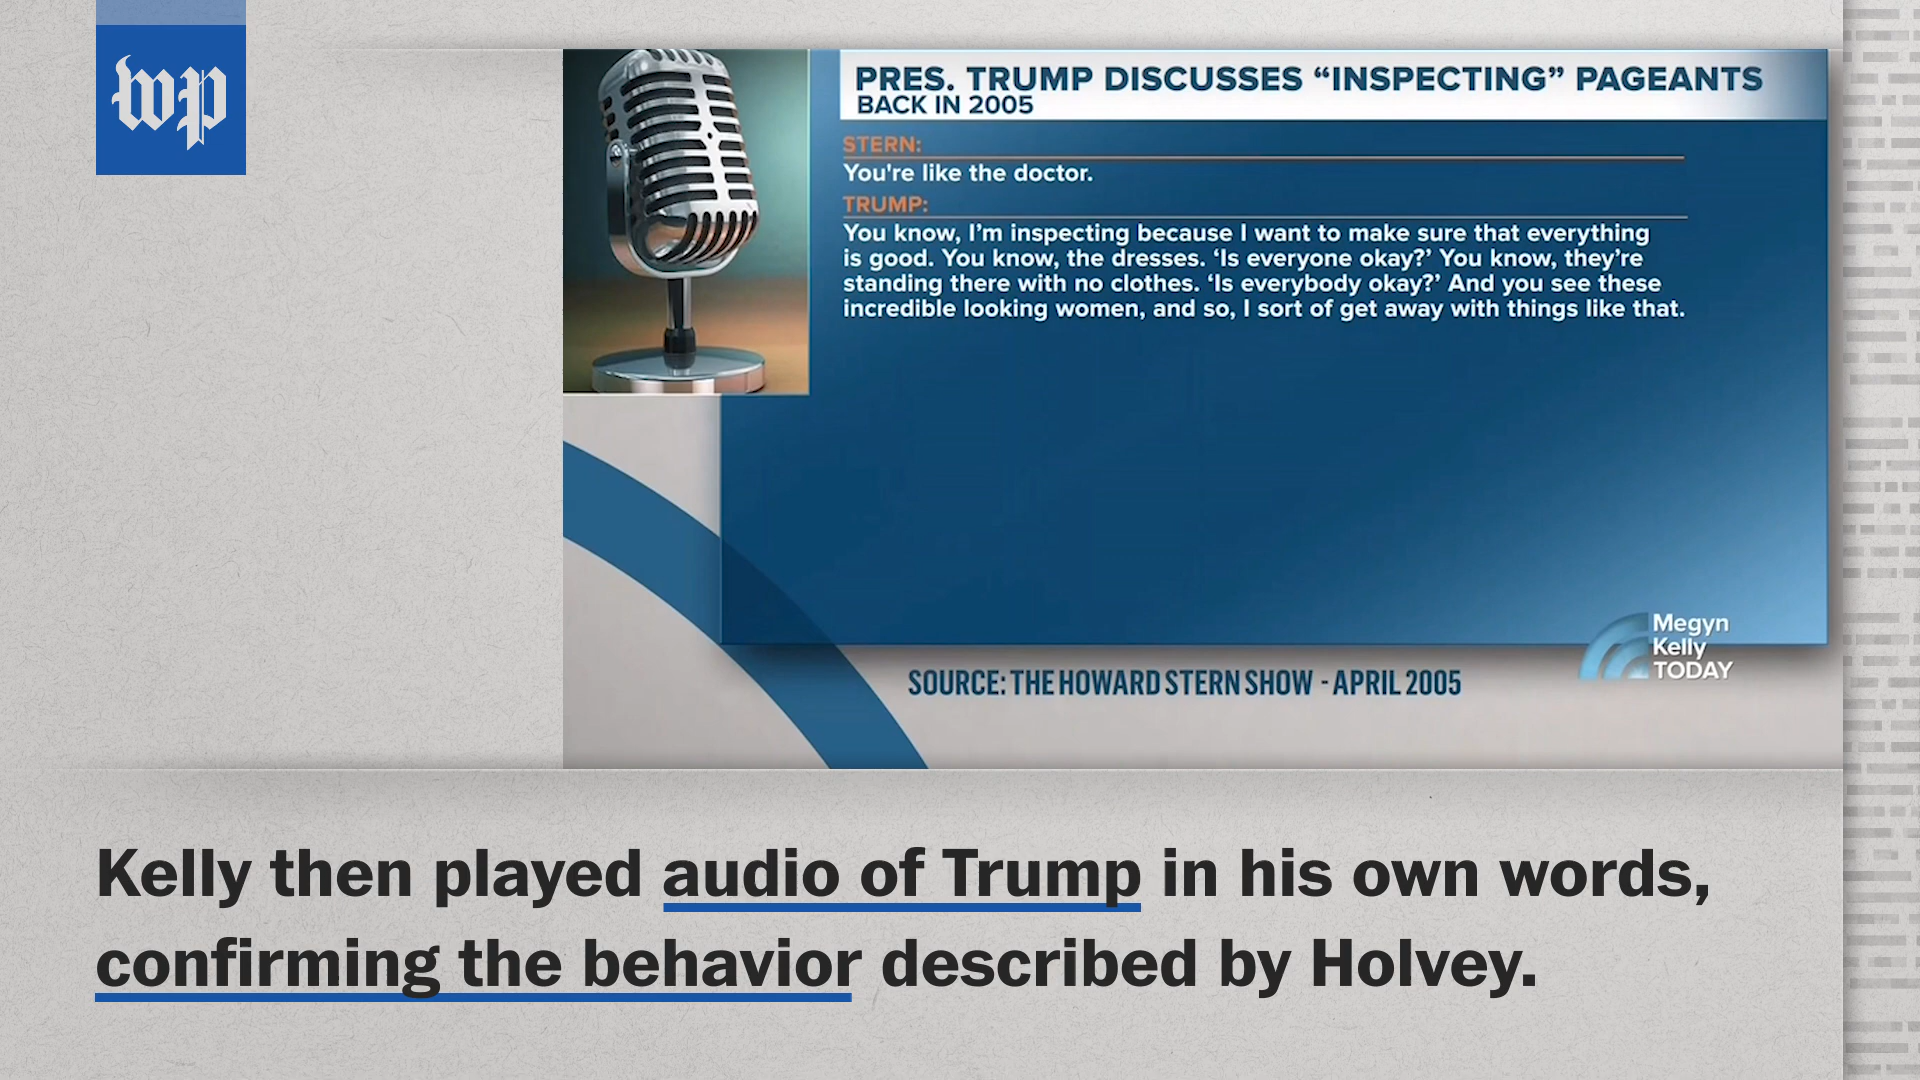 wp
PRES. TRUMP DISCUSSES “INSPECTING” PAGEANTS
BACK IN 2005
STERN:
You're like the doctor.
TRUMP:
You know, I’m inspecting because I want to make sure that everything
is good. You know, the dresses. ‘Is everyone okay?’ You know, they’re
standing there with no clothes. ‘Is everybody okay?’ And you see these
incredible looking women, and so, I sort of get away with things like that.
Megyn
Kelly
TODAY
SOURCE: THE HOWARD STERN SHOW - APRIL 2005
Kelly then played audio of Trump in his own words,
confirming the behavior described by Holvey.